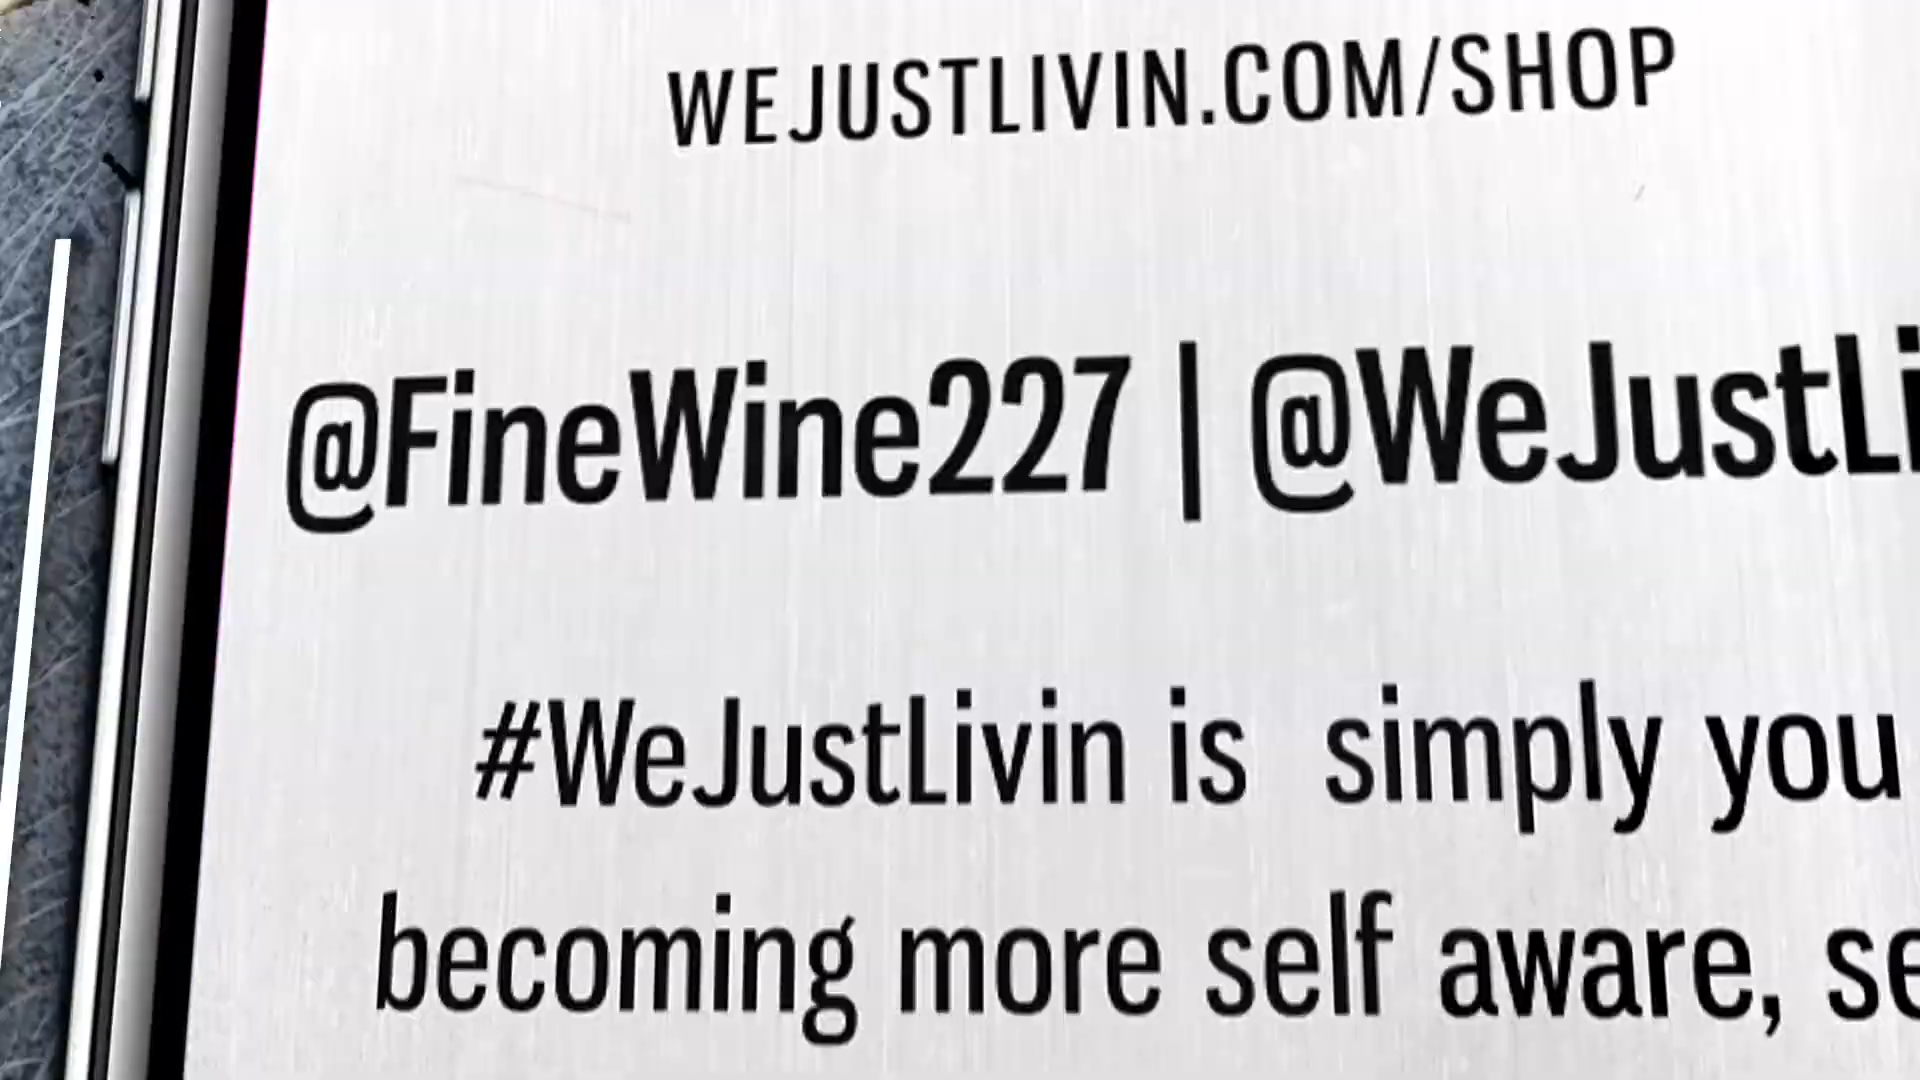 WEJUSTLIVIN.COM/SHOP
@FineWine227 | @WeJustLi
#WeJustLivin is simply you
becoming more self aware, se